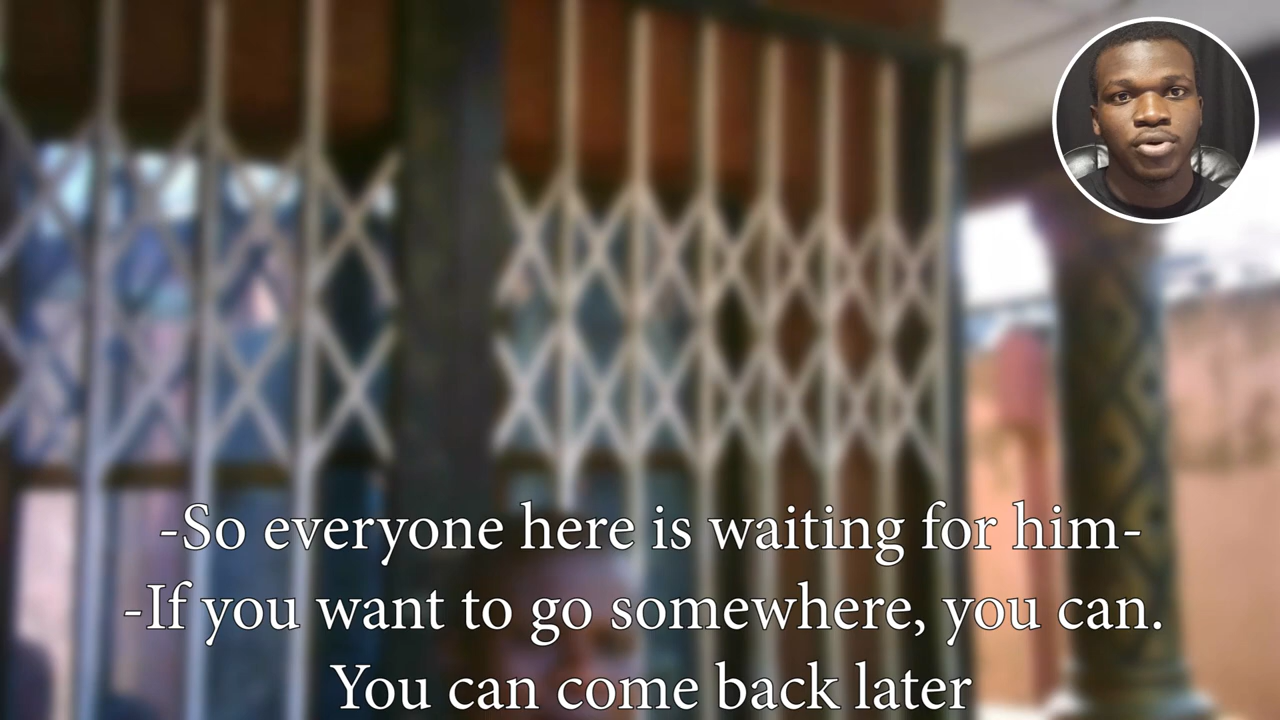 -So everyone here is waiting for him-
-If you want to go somewhere, you can.
You can come back later